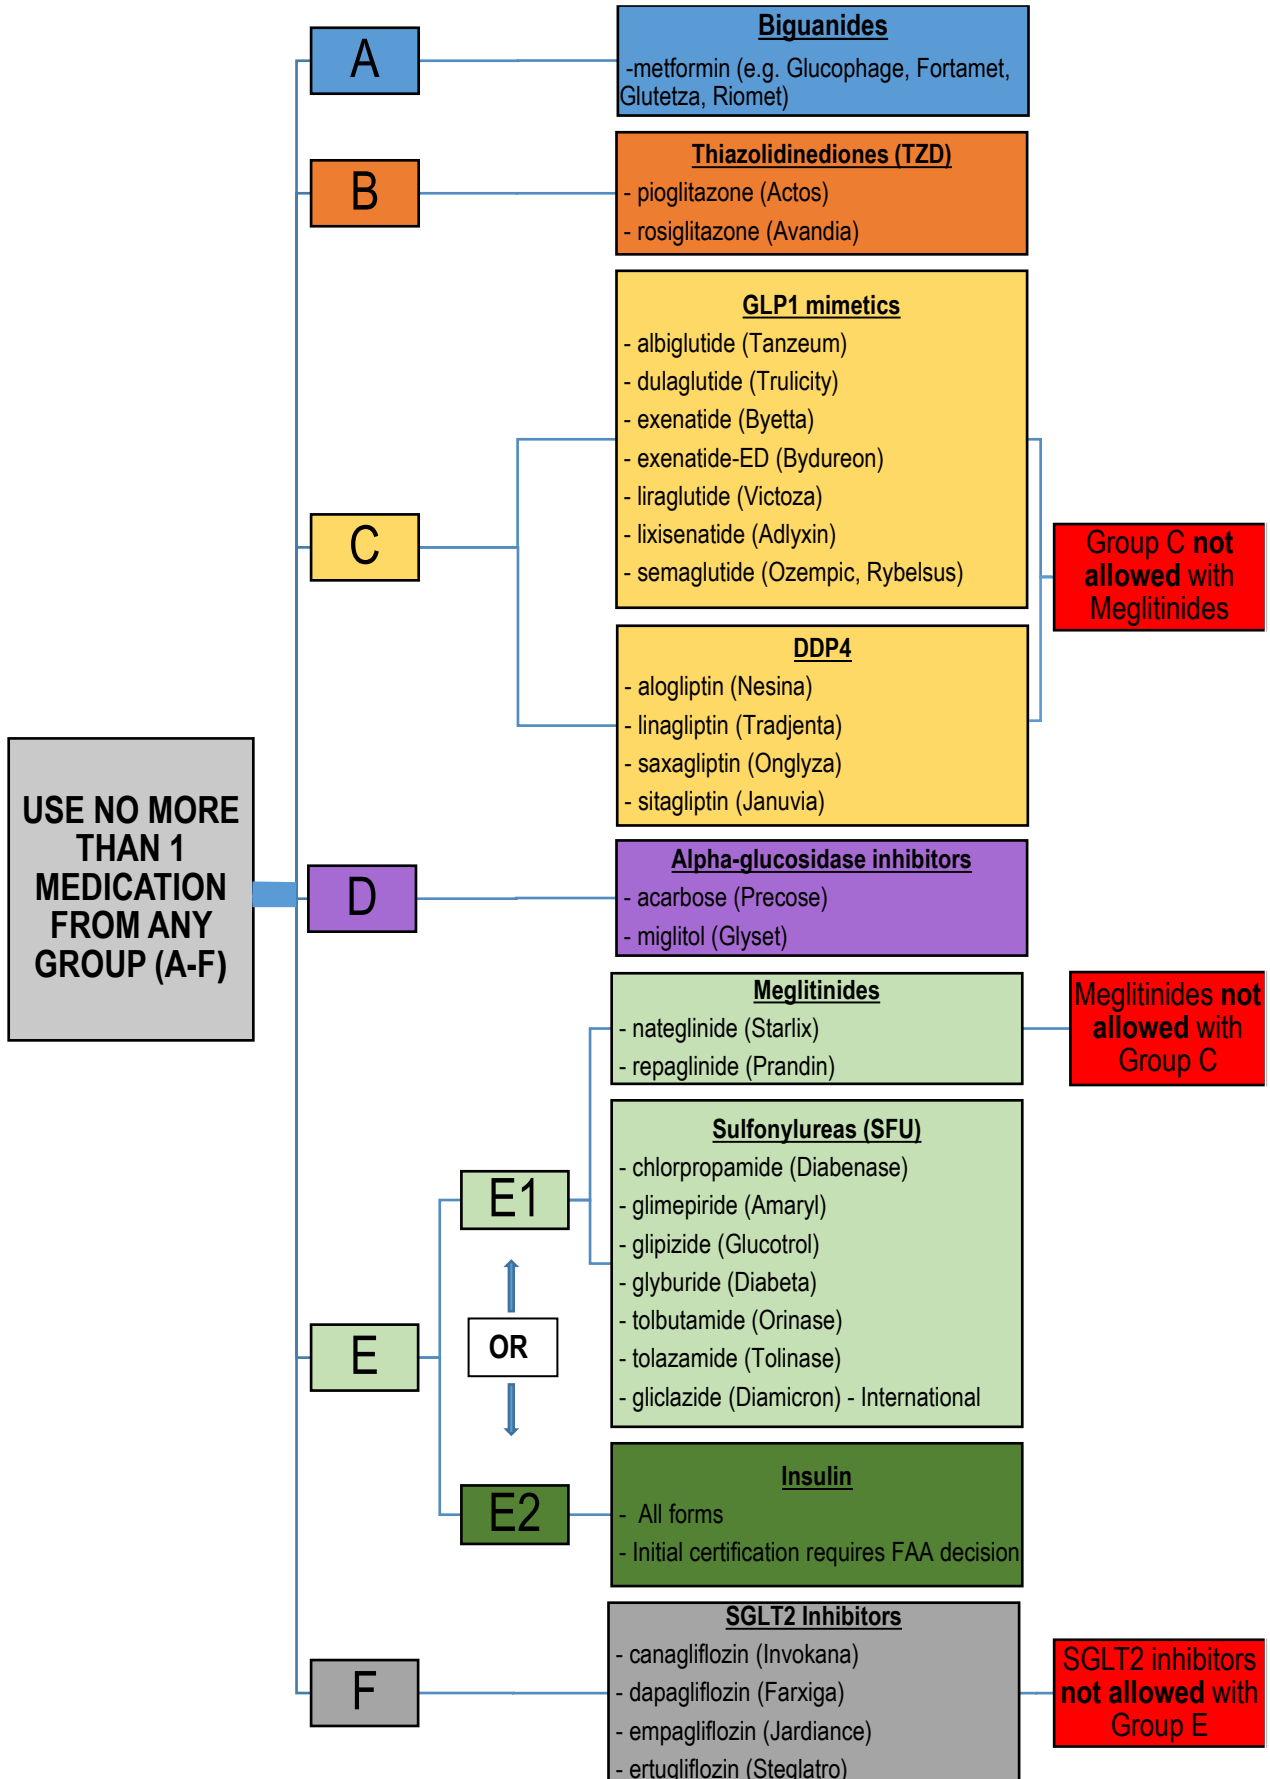 A
Biguanides
-metformin (e.g. Glucophage, Fortamet,
Glutetza, Riomet)
B
Thiazolidinediones (TZD)
- pioglitazone (Actos)
- rosiglitazone (Avandia)
C
GLP1 mimetics
- albiglutide (Tanzeum)
- dulaglutide (Trulicity)
- exenatide (Byetta)
- exenatide-ED (Bydureon)
- liraglutide (Victoza)
- lixisenatide (Adlyxin)
- semaglutide (Ozempic, Rybelsus)
Group C not
allowed with
Meglitinides
DDP4
- alogliptin (Nesina)
- linagliptin (Tradjenta)
- saxagliptin (Onglyza)
- sitagliptin (Januvia)
USE NO MORE
THAN 1
MEDICATION
FROM ANY
GROUP (A-F)
D
Alpha-glucosidase inhibitors
- acarbose (Precose)
- miglitol (Glyset)
Meglitinides
- nateglinide (Starlix)
- repaglinide (Prandin)
Meglitinides not
allowed with
Group C
E
E1
Sulfonylureas (SFU)
- chlorpropamide (Diabenase)
- glimepiride (Amaryl)
- glipizide (Glucotrol)
- glyburide (Diabeta)
- tolbutamide (Orinase)
- tolazamide (Tolinase)
- gliclazide (Diamicron) - International
OR
E2
Insulin
- All forms
- Initial certification requires FAA decision
F
SGLT2 Inhibitors
- canagliflozin (Invokana)
- dapagliflozin (Farxiga)
- empagliflozin (Jardiance)
- ertugliflozin (Steglatro)
SGLT2 inhibitors
not allowed with
Group E